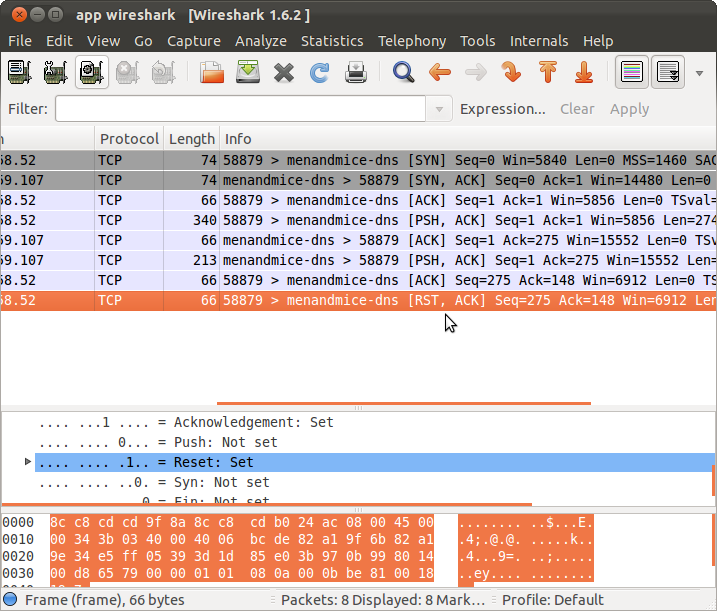 app wireshark [Wireshark 1.6.2 ]
File Edit View Go Capture Analyze Statistics Telephony Tools Internals Help
Filter: Expression... Clear Apply
n Protocol Length Info
58.52 TCP 74 58879 > menandmice-dns [SYN] Seq=0 Win=5840 Len=0 MSS=1460 SAC
59.107 TCP 74 menandmice-dns > 58879 [SYN, ACK] Seq=0 Ack=1 Win=14480 Len=0
58.52 TCP 66 58879 > menandmice-dns [ACK] Seq=1 Ack=1 Win=5856 Len=0 TSval=
58.52 TCP 340 58879 > menandmice-dns [PSH, ACK] Seq=1 Ack=1 Win=5856 Len=274
59.107 TCP 66 menandmice-dns > 58879 [ACK] Seq=1 Ack=275 Win=15552 Len=0 TSv
59.107 TCP 213 menandmice-dns > 58879 [PSH, ACK] Seq=1 Ack=275 Win=15552 Len=
58.52 TCP 66 58879 > menandmice-dns [ACK] Seq=275 Ack=148 Win=6912 Len=0 TS
58.52 TCP 66 58879 > menandmice-dns [RST, ACK] Seq=275 Ack=148 Win=6912 Len
.... ...1 .... = Acknowledgement: Set
.... .... 0... = Push: Not set
.... .... .1.. = Reset: Set
.... .... ..0. = Syn: Not set
0 = Fin: Not set
0000 8c c8 cd cd 9f 8a 8c c8 cd b0 24 ac 08 00 45 00 ........ ..$...E.
0010 00 34 3b 03 40 00 40 06 bc de 82 a1 9f 6b 82 a1 .4;.@.@. .....k..
0020 9e 34 e5 ff 05 39 3d 1d 85 e0 3b 97 0b 99 80 14 .4...9=. ..;.....
0030 00 d8 65 79 00 00 01 01 08 0a 00 0b be 81 00 18 ..ey.... ........
Frame (frame), 66 bytes Packets: 8 Displayed: 8 Mark... Profile: Default